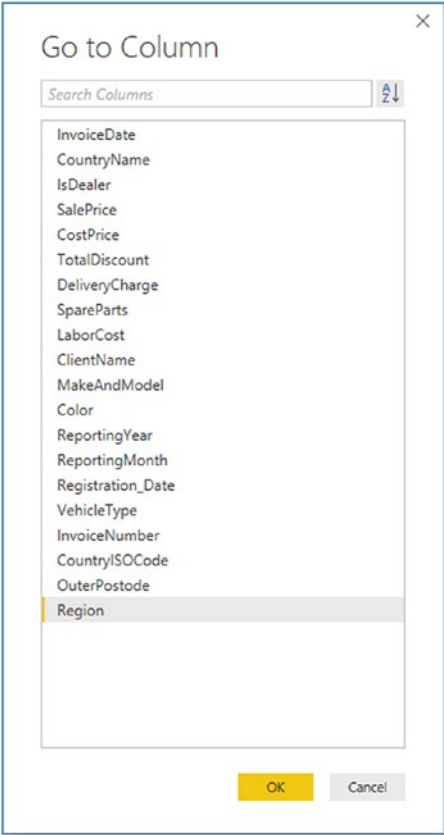 Go to Column
Search Columns
AZ
InvoiceDate
CountryName
IsDealer
SalePrice
CostPrice
TotalDiscount
DeliveryCharge
SpareParts
LaborCost
ClientName
MakeAndModel
Color
ReportingYear
ReportingMonth
Registration_Date
VehicleType
InvoiceNumber
CountryISOCode
OuterPostode
Region
OK Cancel